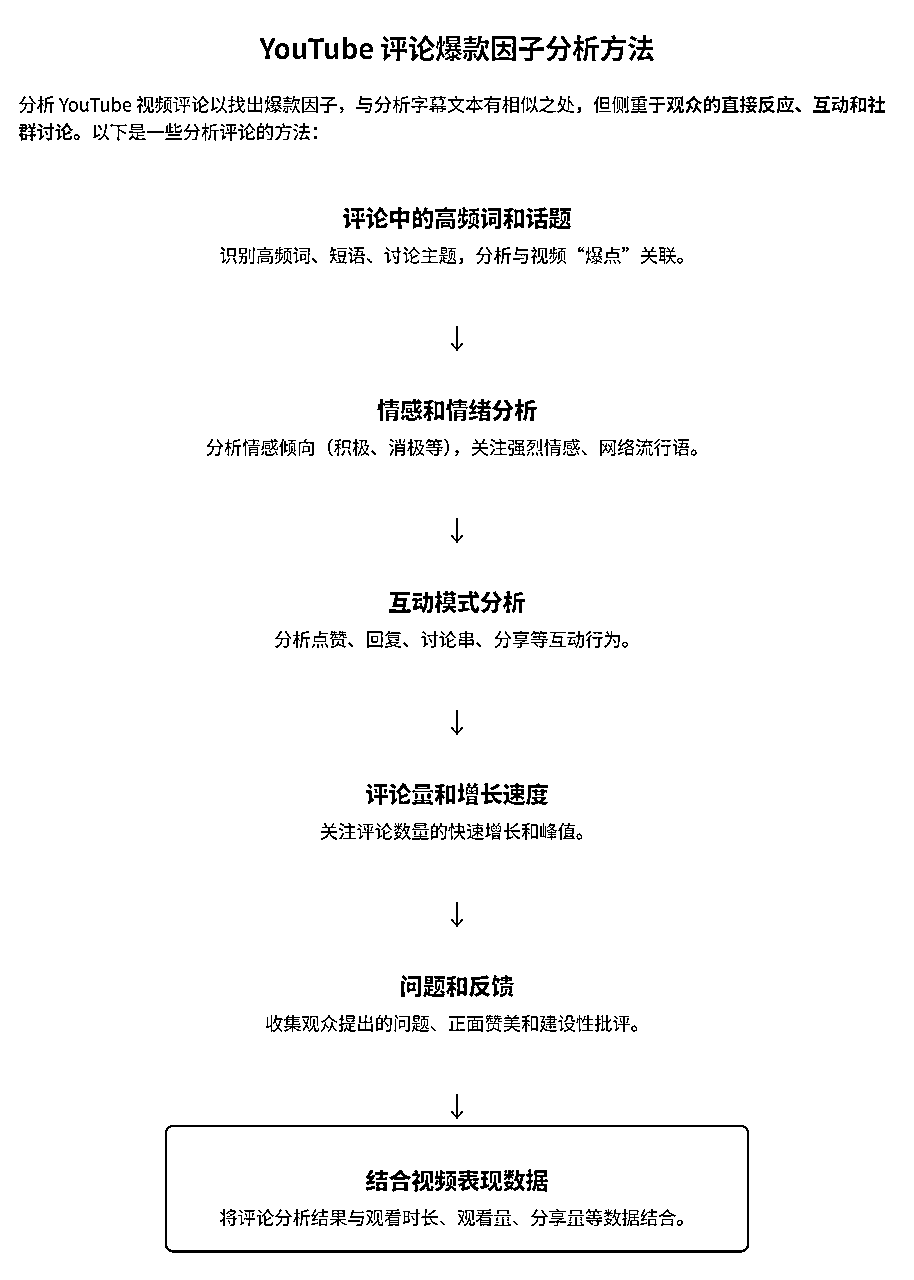 YouTube 评论爆款因子分析方法
分析 YouTube 视频评论以找出爆款因子，与分析字幕文本有相似之处，但侧重于观众的直接反应、互动和社
群讨论。以下是一些分析评论的方法：
评论中的高频词和话题
识别高频词、短语、讨论主题，分析与视频“爆点”关联。
↓
情感和情绪分析
分析情感倾向（积极、消极等），关注强烈情感、网络流行语。
↓
互动模式分析
分析点赞、回复、讨论串、分享等互动行为。
↓
评论量和增长速度
关注评论数量的快速增长和峰值。
↓
问题和反馈
收集观众提出的问题、正面赞美和建设性批评。
↓
结合视频表现数据
将评论分析结果与观看时长、观看量、分享量等数据结合。